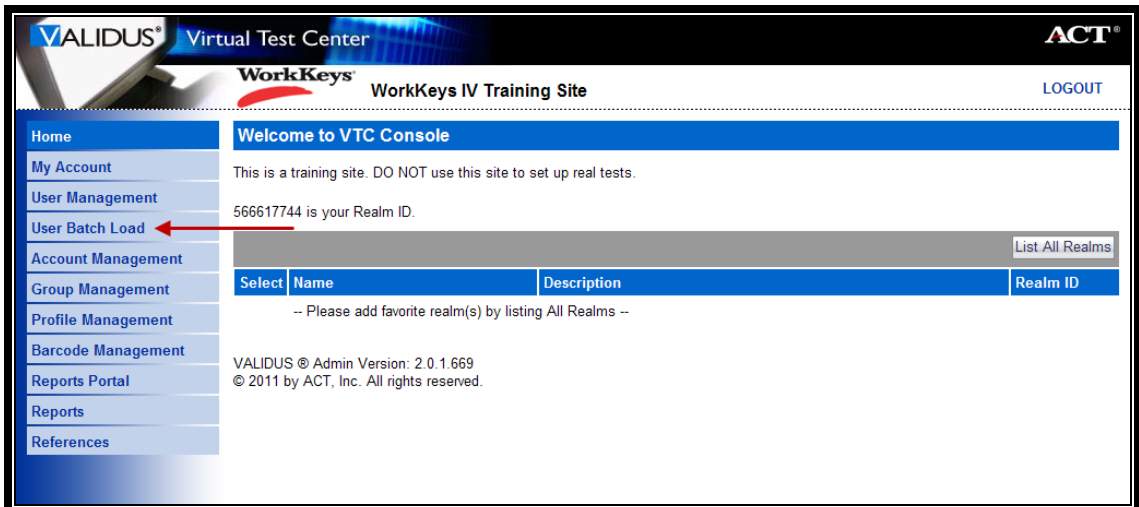 VALIDUS® Virtual Test Center ACT®
WorkKeys® WorkKeys IV Training Site LOGOUT
Home
My Account
User Management
User Batch Load
Account Management
Group Management
Profile Management
Barcode Management
Reports Portal
Reports
References
Welcome to VTC Console
This is a training site. DO NOT use this site to set up real tests.
566617744 is your Realm ID.
List All Realms
Select Name Description Realm ID
-- Please add favorite realm(s) by listing All Realms --
VALIDUS ® Admin Version: 2.0.1.669
© 2011 by ACT, Inc. All rights reserved.